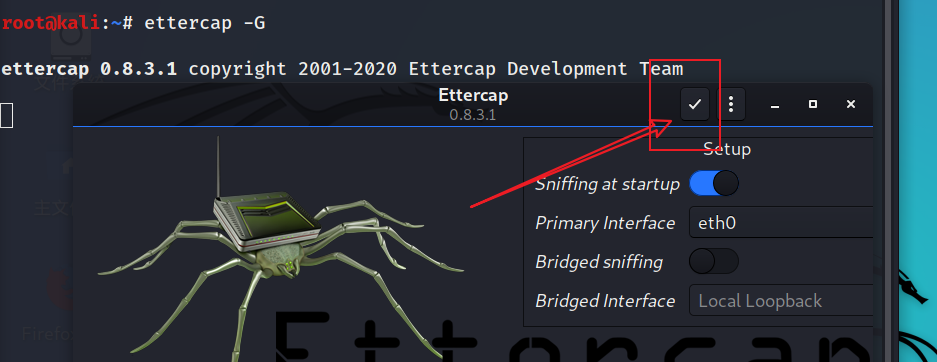 root@kali:~# ettercap -G
ettercap 0.8.3.1 copyright 2001-2020 Ettercap Development Team
Ettercap
0.8.3.1
Setup
Sniffing at startup
Primary Interface eth0
Bridged sniffing
Bridged Interface Local Loopback
Ettercap